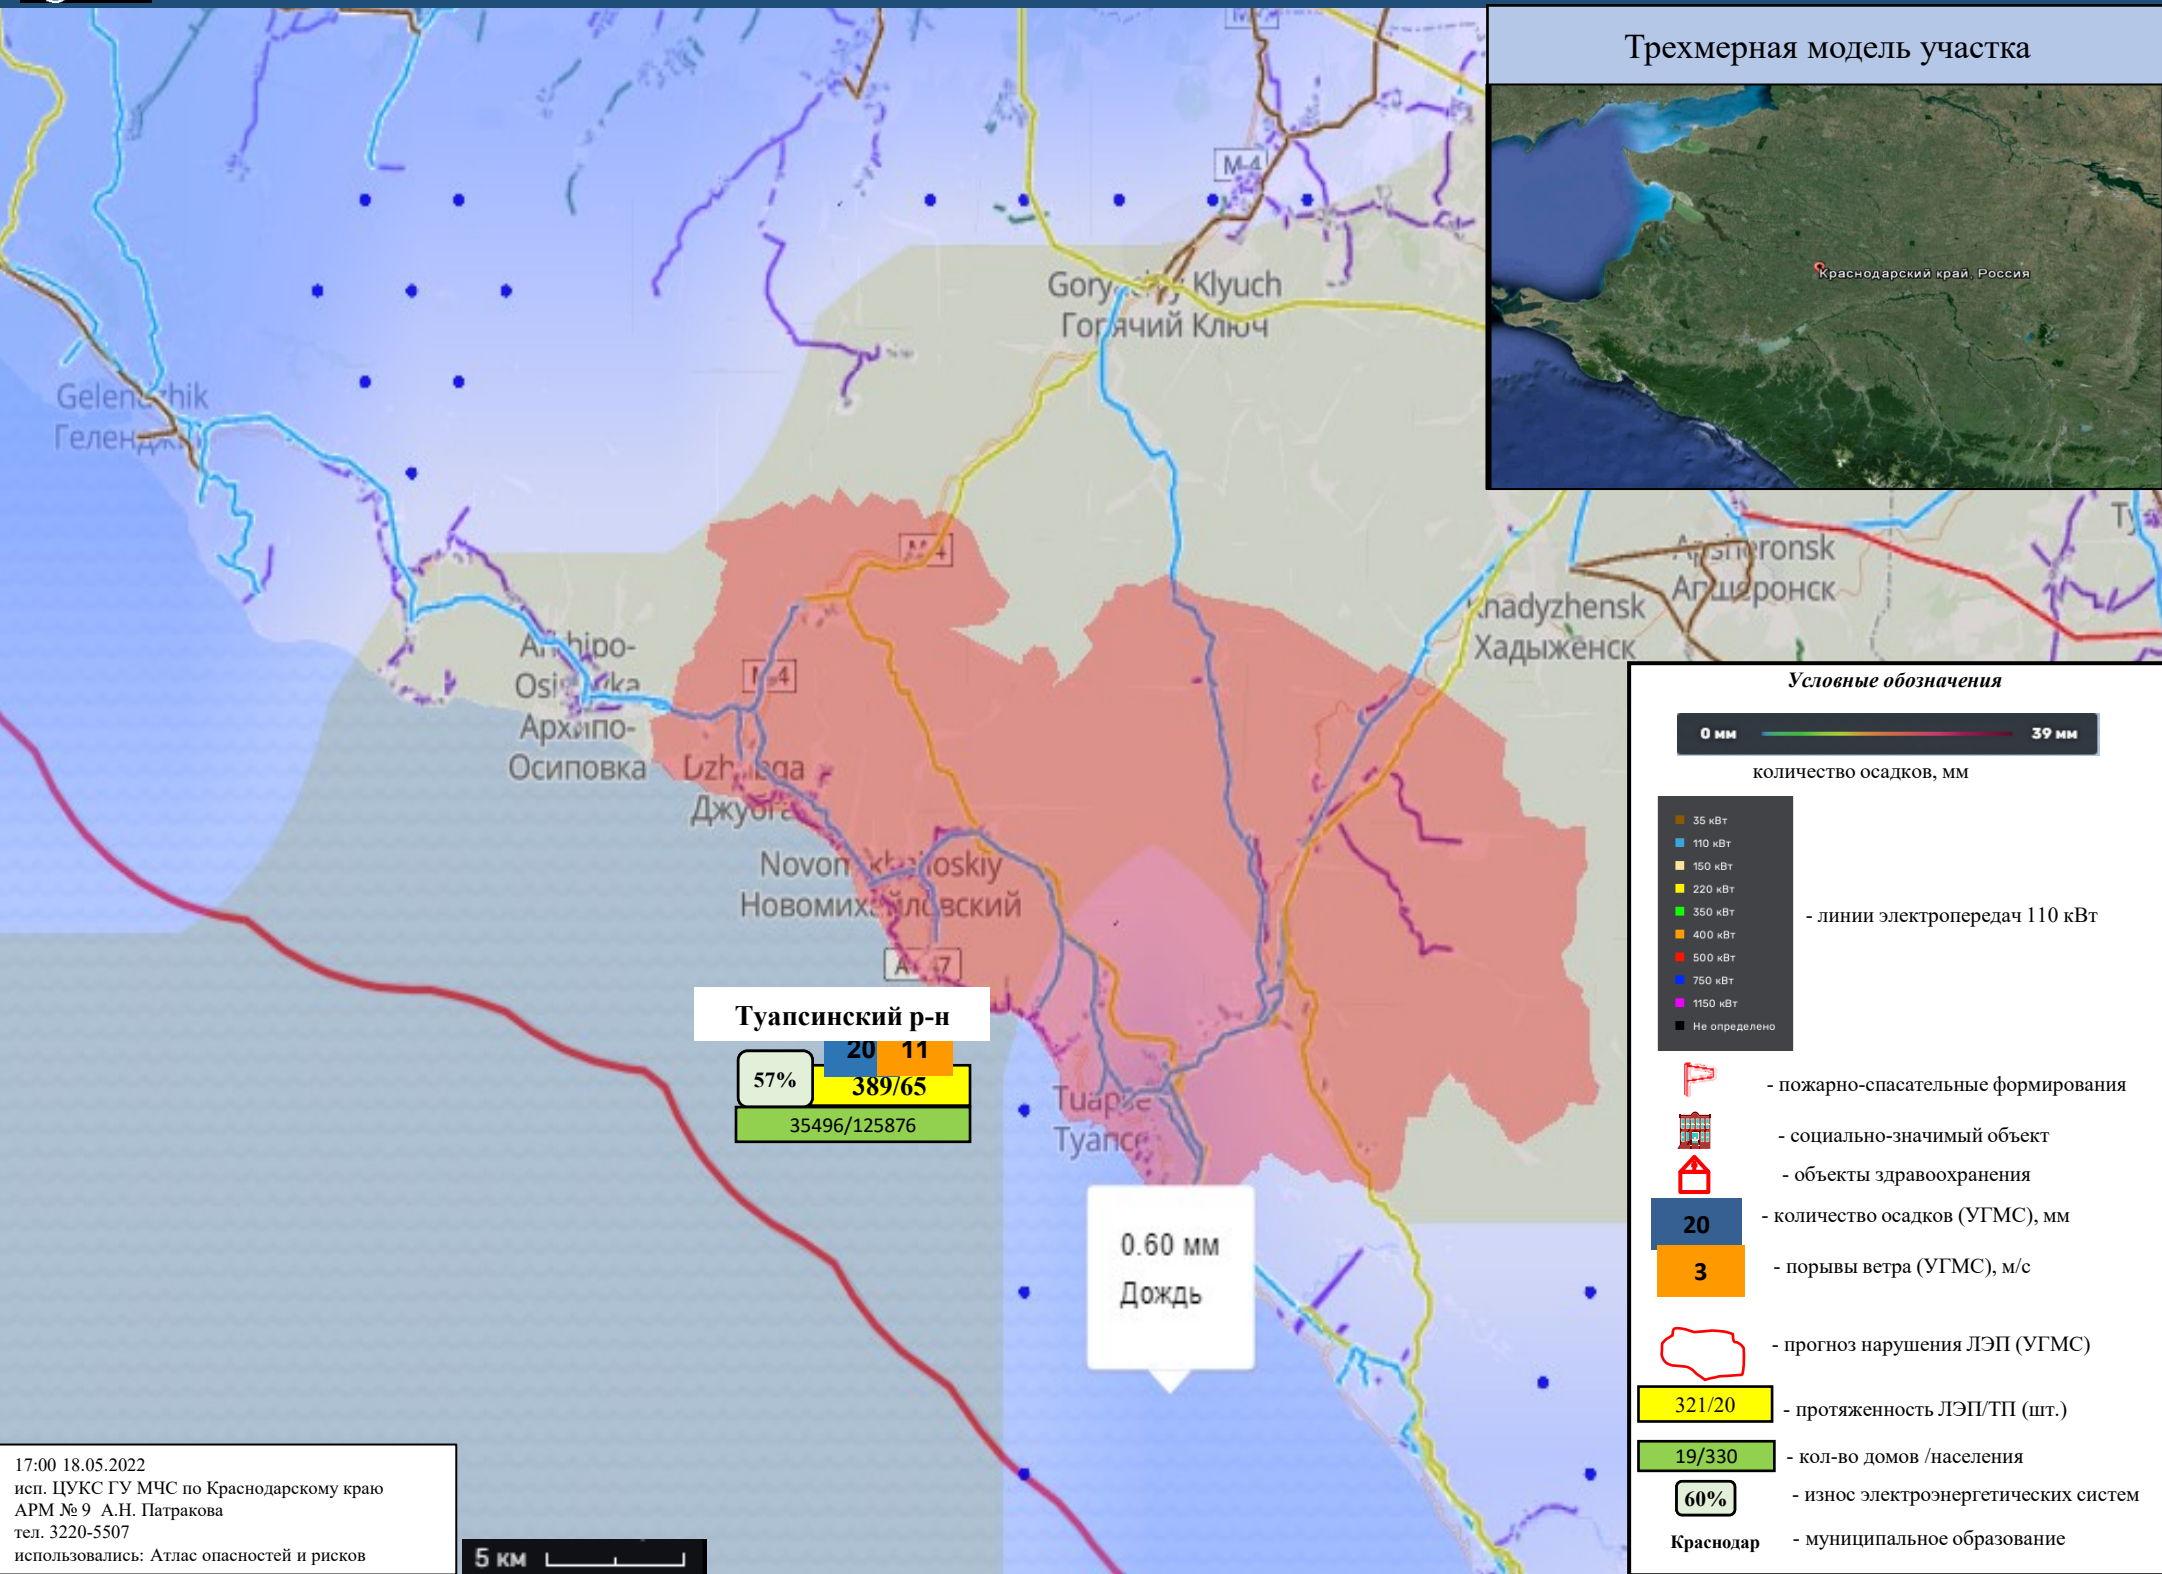 Трехмерная модель участка
Краснодарский край, Россия
М-4
Goryachiy Klyuch
Горячий Ключ
Gelendzhik
Геленджик
М-4
Apsheronsk
Апшеронск
Khadyzhensk
Хадыженск
Arkhipo-
Osipovka
Архипо-
Осиповка
М-4
Dzhubga
Джубга
Novomikhailoskiy
Новомихайловский
Туапсинский р-н
20 11
57%
389/65
35496/125876
Tuapse
Туапсе
0.60 мм
Дождь
Условные обозначения
0 мм 39 мм
количество осадков, мм
35 кВт
110 кВт
150 кВт
220 кВт
350 кВт
400 кВт
500 кВт
750 кВт
1150 кВт
Не определено
- линии электропередач 110 кВт
- пожарно-спасательные формирования
- социально-значимый объект
- объекты здравоохранения
20 - количество осадков (УГМС), мм
3 - порывы ветра (УГМС), м/с
- прогноз нарушения ЛЭП (УГМС)
321/20 - протяженность ЛЭП/ТП (шт.)
19/330 - кол-во домов /населения
60% - износ электроэнергетических систем
Краснодар - муниципальное образование
17:00 18.05.2022
исп. ЦУКС ГУ МЧС по Краснодарскому краю
АРМ № 9 А.Н. Патракова
тел. 3220-5507
использовались: Атлас опасностей и рисков
5 км